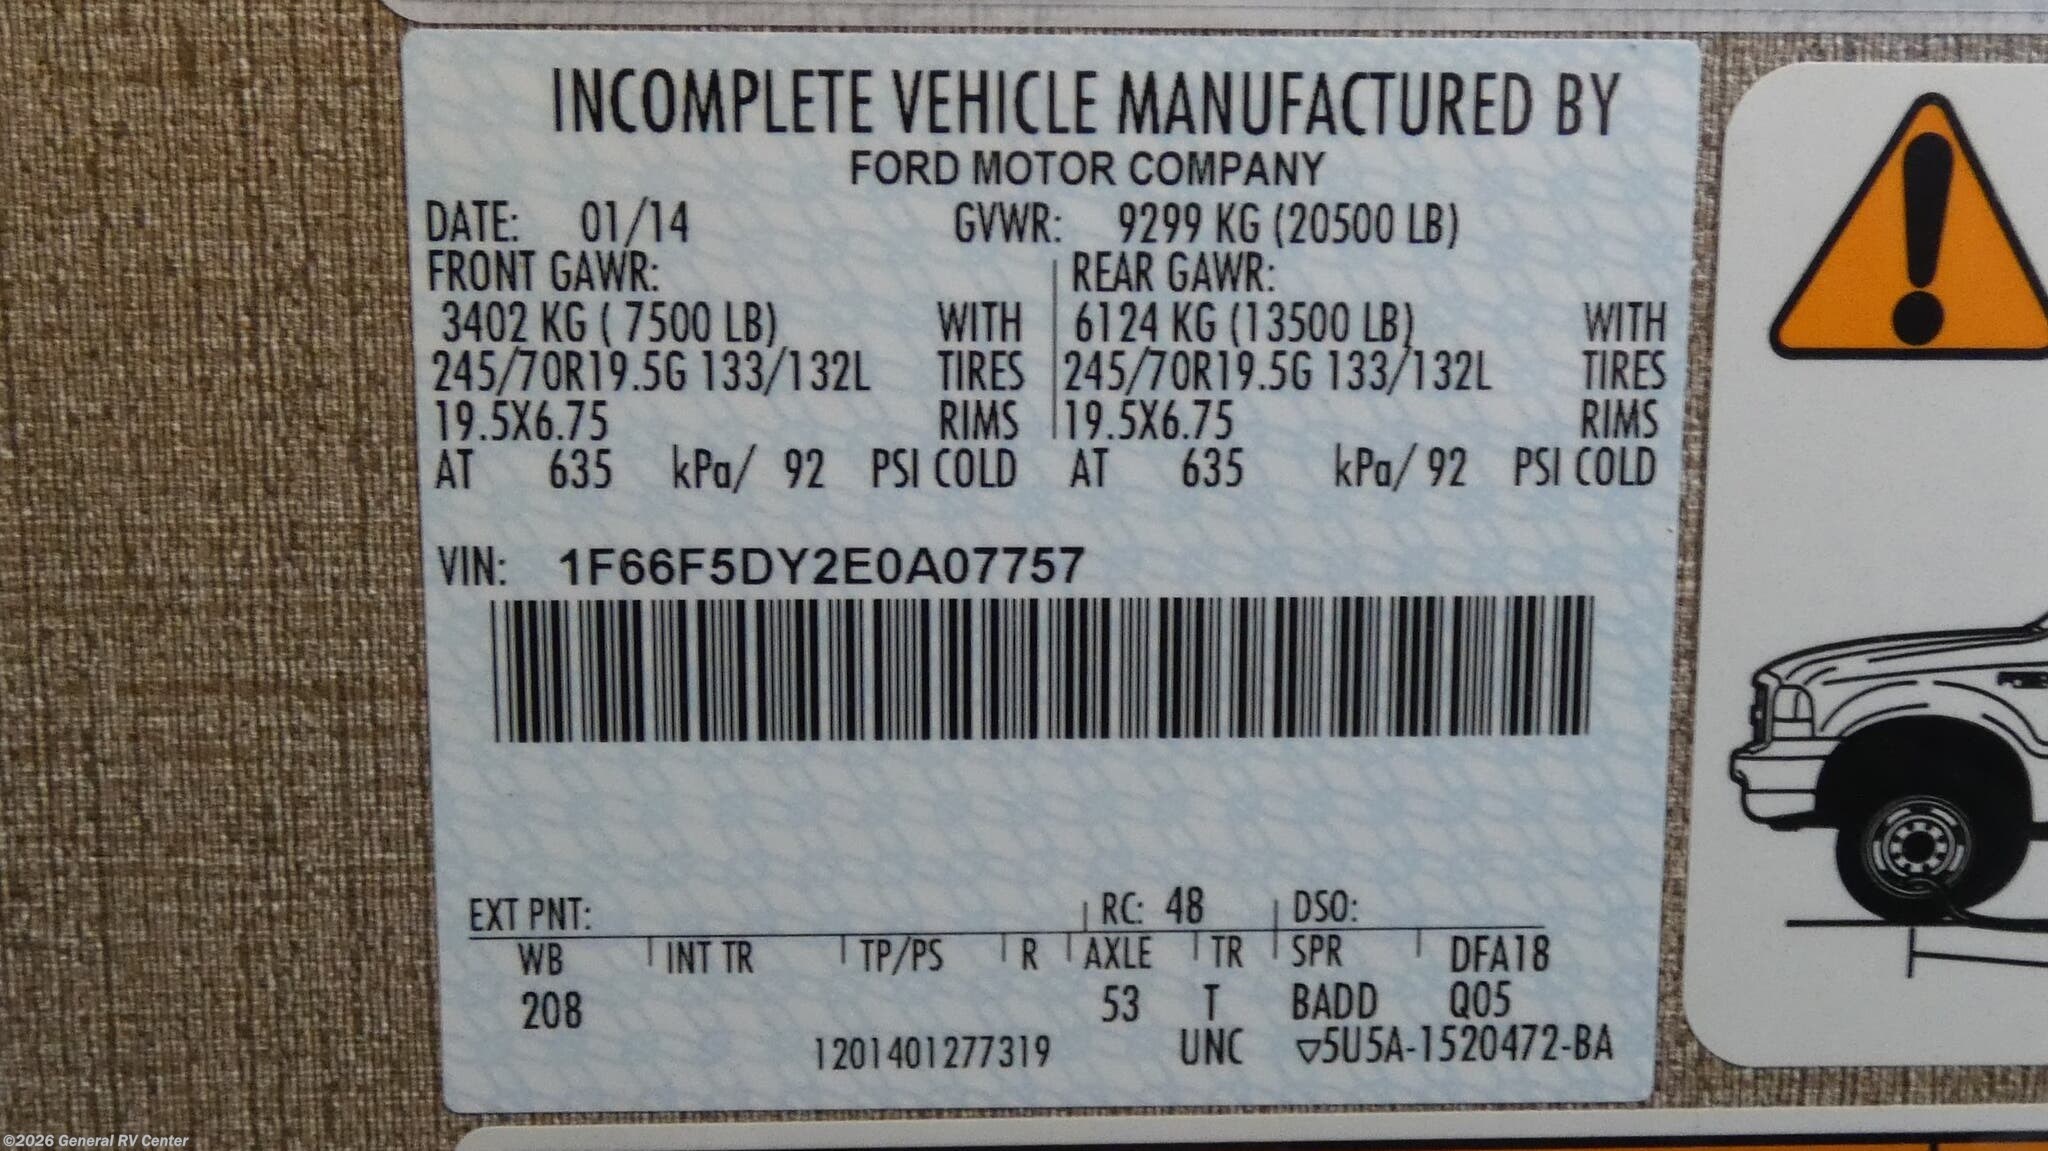 INCOMPLETE VEHICLE MANUFACTURED BY
FORD MOTOR COMPANY
DATE: 01/14 GVWR: 9299 KG (20500 LB)
FRONT GAWR: REAR GAWR:
3402 KG ( 7500 LB) WITH 6124 KG (13500 LB) WITH
245/70R19.5G 133/132L TIRES 245/70R19.5G 133/132L TIRES
19.5X6.75 RIMS 19.5X6.75 RIMS
AT 635 kPa/ 92 PSI COLD AT 635 kPa/ 92 PSI COLD
VIN: 1F66F5DY2E0A07757
EXT PNT: RC: 48 DSO:
WB INT TR TP/PS R AXLE TR SPR DFA18
208 53 T BADD Q05
1201401277319 UNC ▽5U5A-1520472-BA
©2026 General RV Center